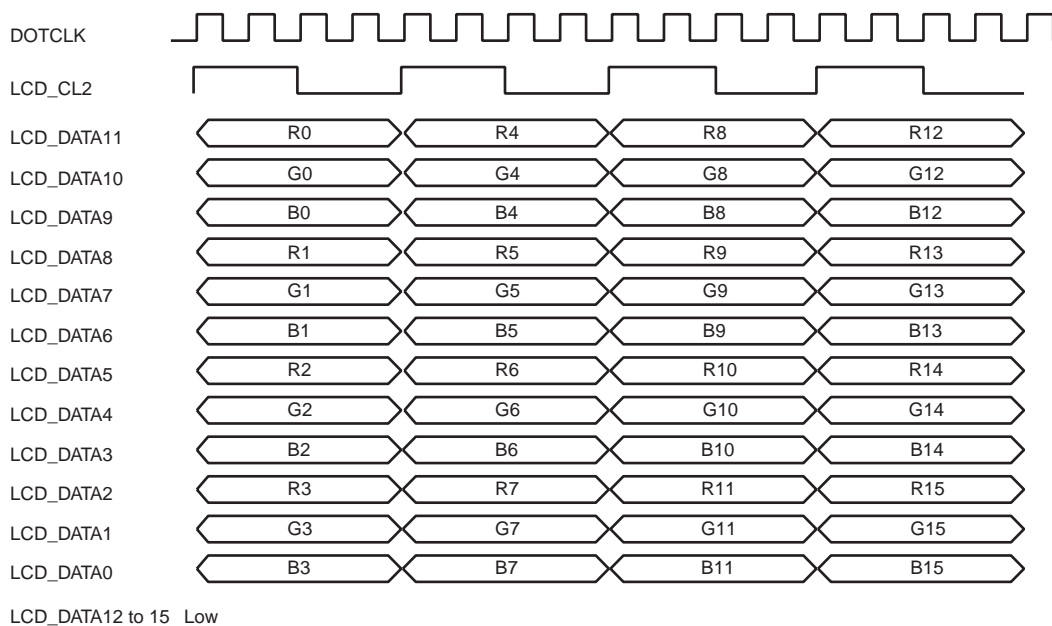 DOTCLK
LCD_CL2
LCD_DATA11 R0 R4 R8 R12
LCD_DATA10 G0 G4 G8 G12
LCD_DATA9 B0 B4 B8 B12
LCD_DATA8 R1 R5 R9 R13
LCD_DATA7 G1 G5 G9 G13
LCD_DATA6 B1 B5 B9 B13
LCD_DATA5 R2 R6 R10 R14
LCD_DATA4 G2 G6 G10 G14
LCD_DATA3 B2 B6 B10 B14
LCD_DATA2 R3 R7 R11 R15
LCD_DATA1 G3 G7 G11 G15
LCD_DATA0 B3 B7 B11 B15
LCD_DATA12 to 15 Low